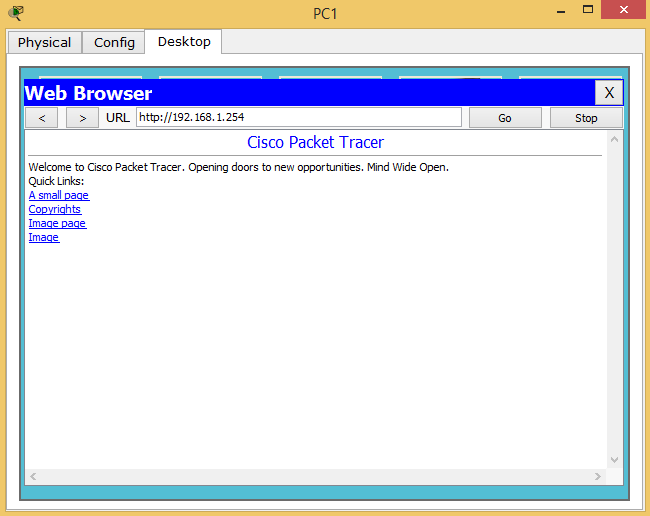 PC1
Physical Config Desktop
Web Browser X
< > URL http://192.168.1.254 Go Stop
Cisco Packet Tracer
Welcome to Cisco Packet Tracer. Opening doors to new opportunities. Mind Wide Open.
Quick Links:
A small page
Copyrights
Image page
Image